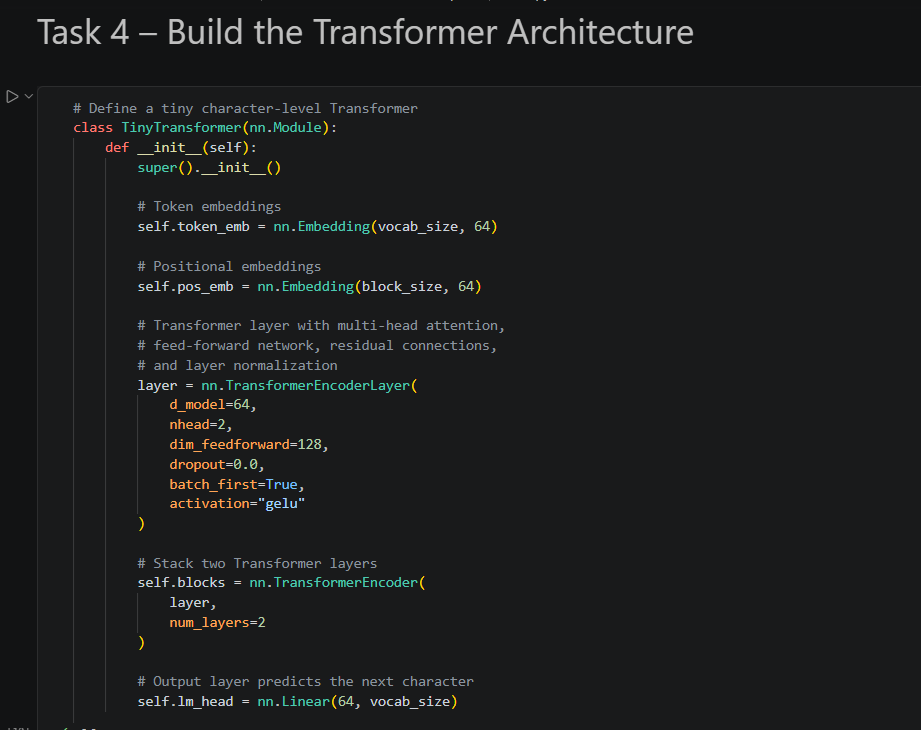 Task 4 – Build the Transformer Architecture
# Define a tiny character-level Transformer
class TinyTransformer(nn.Module):
    def __init__(self):
        super().__init__()

        # Token embeddings
        self.token_emb = nn.Embedding(vocab_size, 64)

        # Positional embeddings
        self.pos_emb = nn.Embedding(block_size, 64)

        # Transformer layer with multi-head attention,
        # feed-forward network, residual connections,
        # and layer normalization
        layer = nn.TransformerEncoderLayer(
            d_model=64,
            nhead=2,
            dim_feedforward=128,
            dropout=0.0,
            batch_first=True,
            activation="gelu"
        )

        # Stack two Transformer layers
        self.blocks = nn.TransformerEncoder(
            layer,
            num_layers=2
        )

        # Output layer predicts the next character
        self.lm_head = nn.Linear(64, vocab_size)